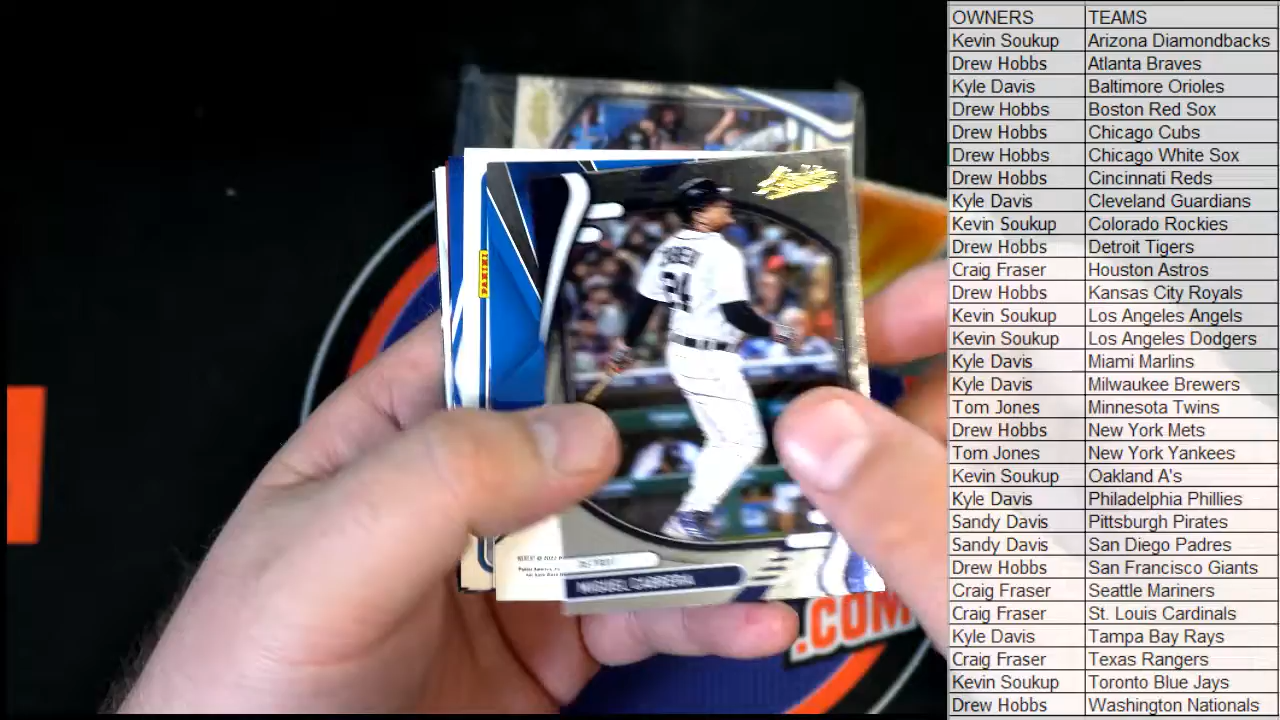 OWNERS TEAMS
Kevin Soukup Arizona Diamondbacks
Drew Hobbs Atlanta Braves
Kyle Davis Baltimore Orioles
Drew Hobbs Boston Red Sox
Drew Hobbs Chicago Cubs
Drew Hobbs Chicago White Sox
Drew Hobbs Cincinnati Reds
Kyle Davis Cleveland Guardians
Kevin Soukup Colorado Rockies
Drew Hobbs Detroit Tigers
Craig Fraser Houston Astros
Drew Hobbs Kansas City Royals
Kevin Soukup Los Angeles Angels
Kevin Soukup Los Angeles Dodgers
Kyle Davis Miami Marlins
Kyle Davis Milwaukee Brewers
Tom Jones Minnesota Twins
Drew Hobbs New York Mets
Tom Jones New York Yankees
Kevin Soukup Oakland A's
Kyle Davis Philadelphia Phillies
Sandy Davis Pittsburgh Pirates
Sandy Davis San Diego Padres
Drew Hobbs San Francisco Giants
Craig Fraser Seattle Mariners
Craig Fraser St. Louis Cardinals
Kyle Davis Tampa Bay Rays
Craig Fraser Texas Rangers
Kevin Soukup Toronto Blue Jays
Drew Hobbs Washington Nationals
PANINI
24
MIGUEL CABRERA
.COM